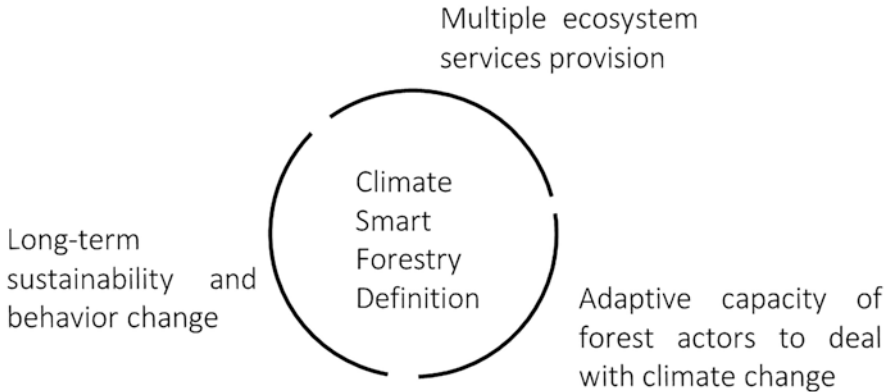 Multiple ecosystem
services provision
Climate
Smart
Forestry
Definition
Long-term
sustainability and
behavior change
Adaptive capacity of
forest actors to deal
with climate change